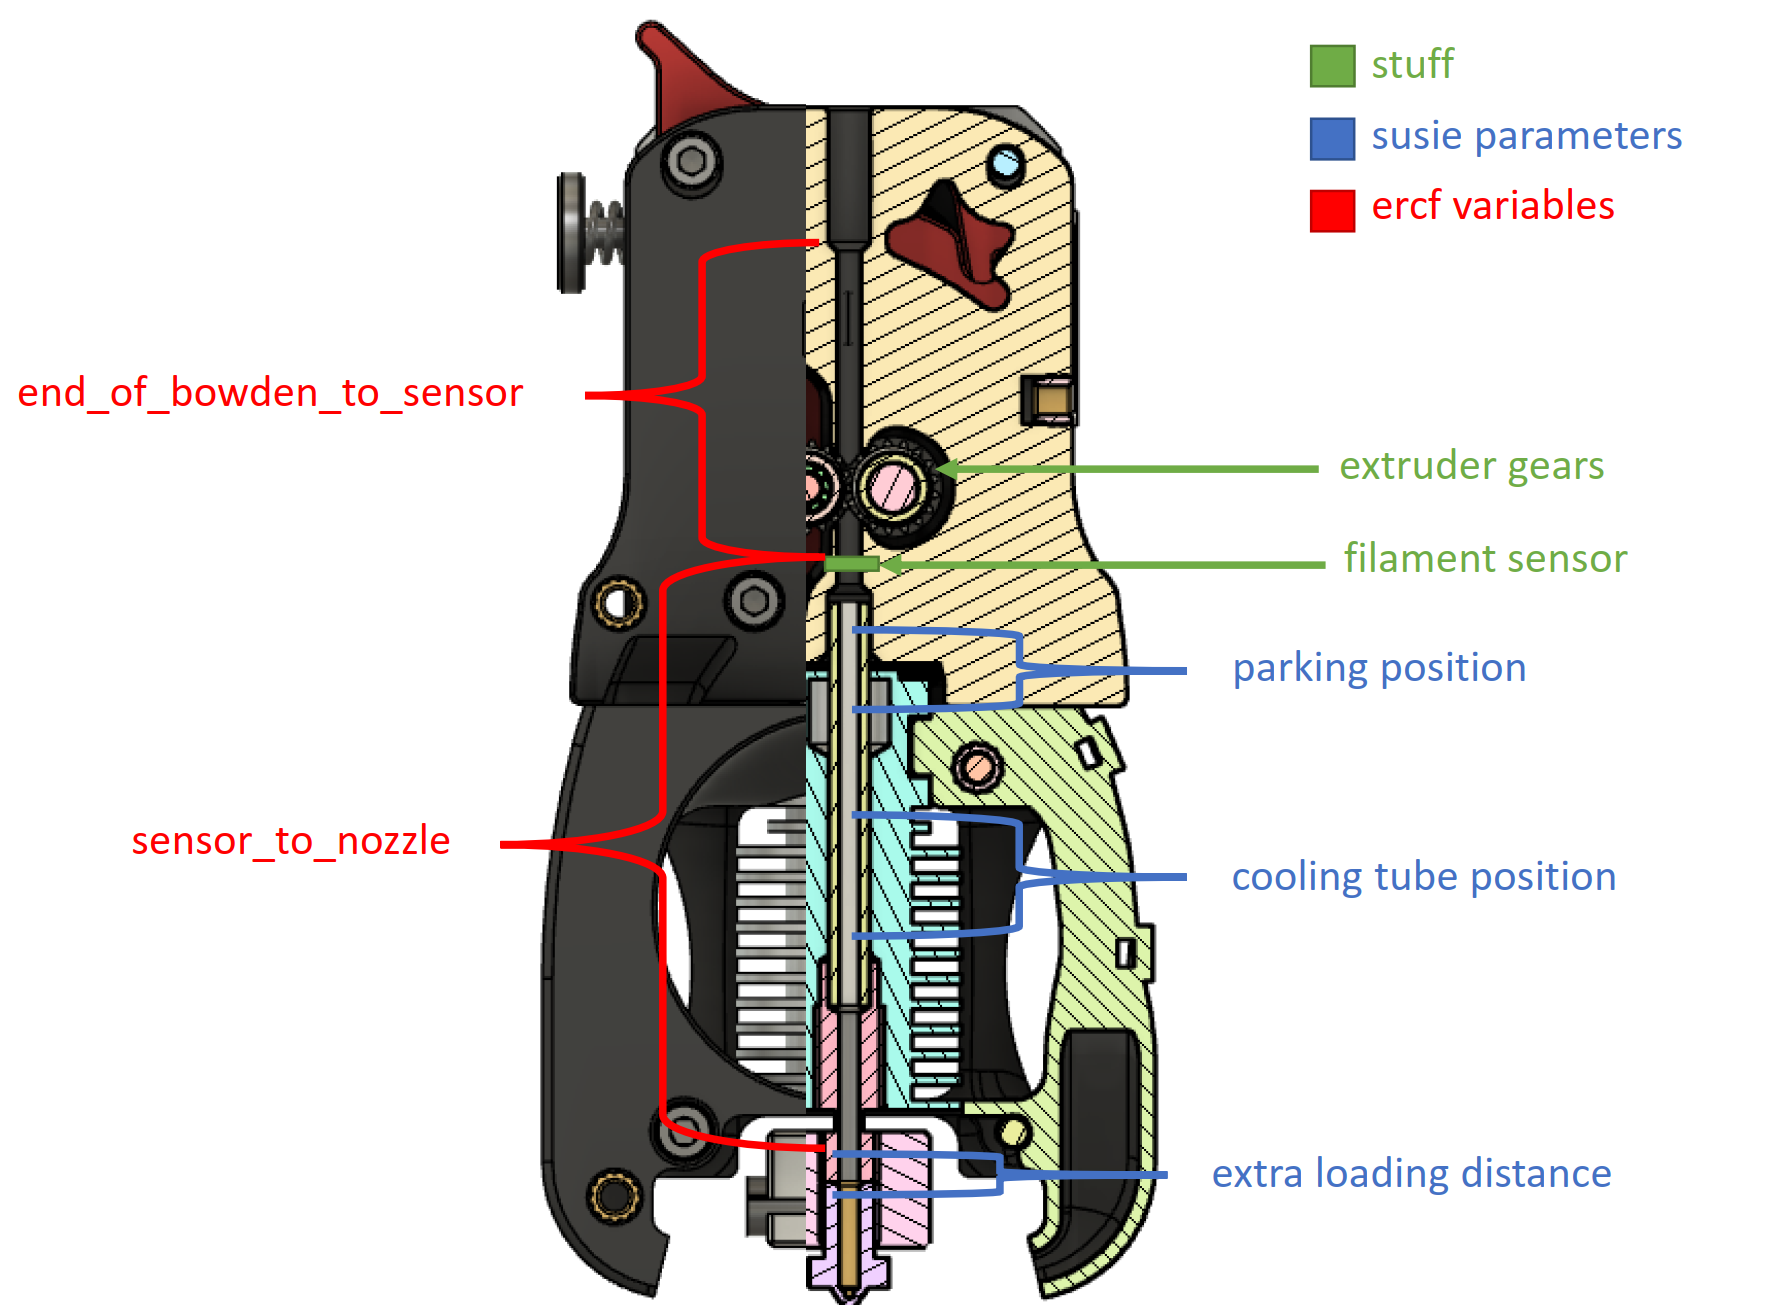 stuff
susie parameters
ercf variables
end_of_bowden_to_sensor
extruder gears
filament sensor
parking position
sensor_to_nozzle
cooling tube position
extra loading distance